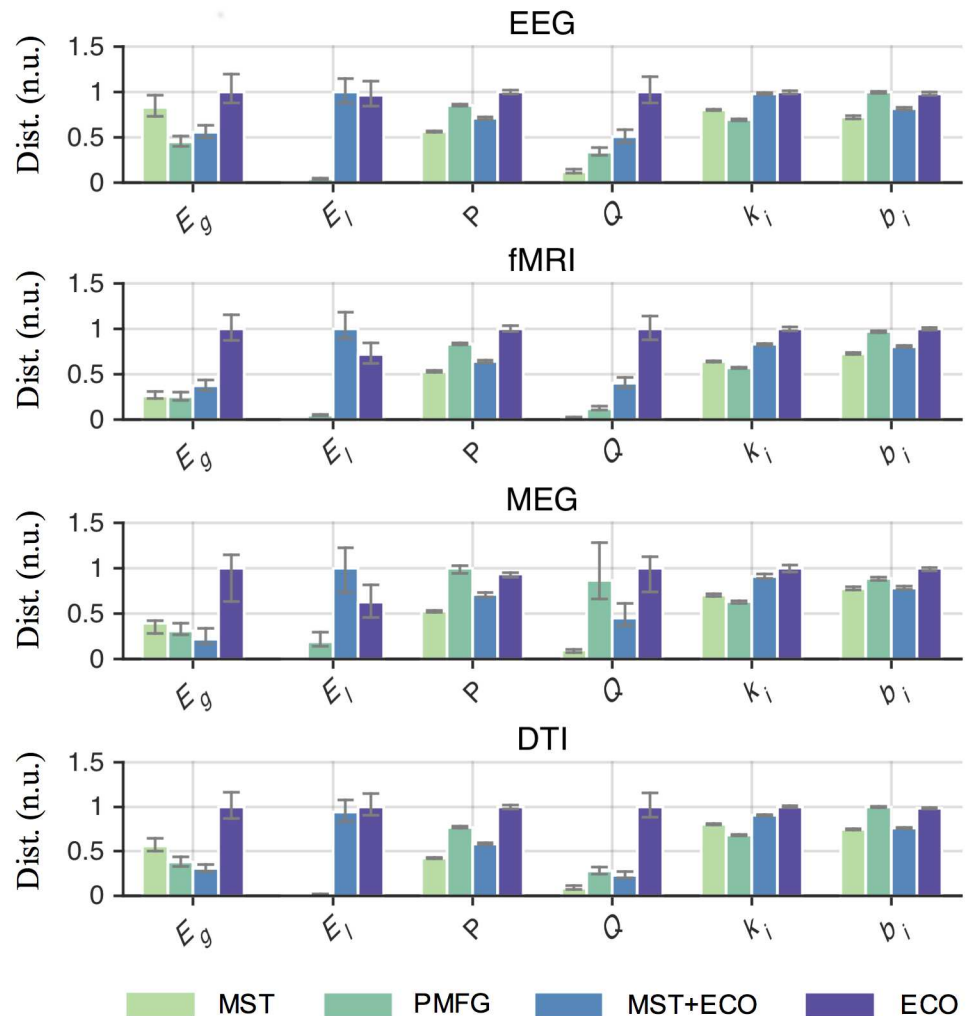 EEG
Dist. (n.u.)
1.5
1
0.5
0
E_g E_l P Q k_i b_i
fMRI
Dist. (n.u.)
1.5
1
0.5
0
E_g E_l P Q k_i b_i
MEG
Dist. (n.u.)
1.5
1
0.5
0
E_g E_l P Q k_i b_i
DTI
Dist. (n.u.)
1.5
1
0.5
0
E_g E_l P Q k_i b_i
MST PMFG MST+ECO ECO